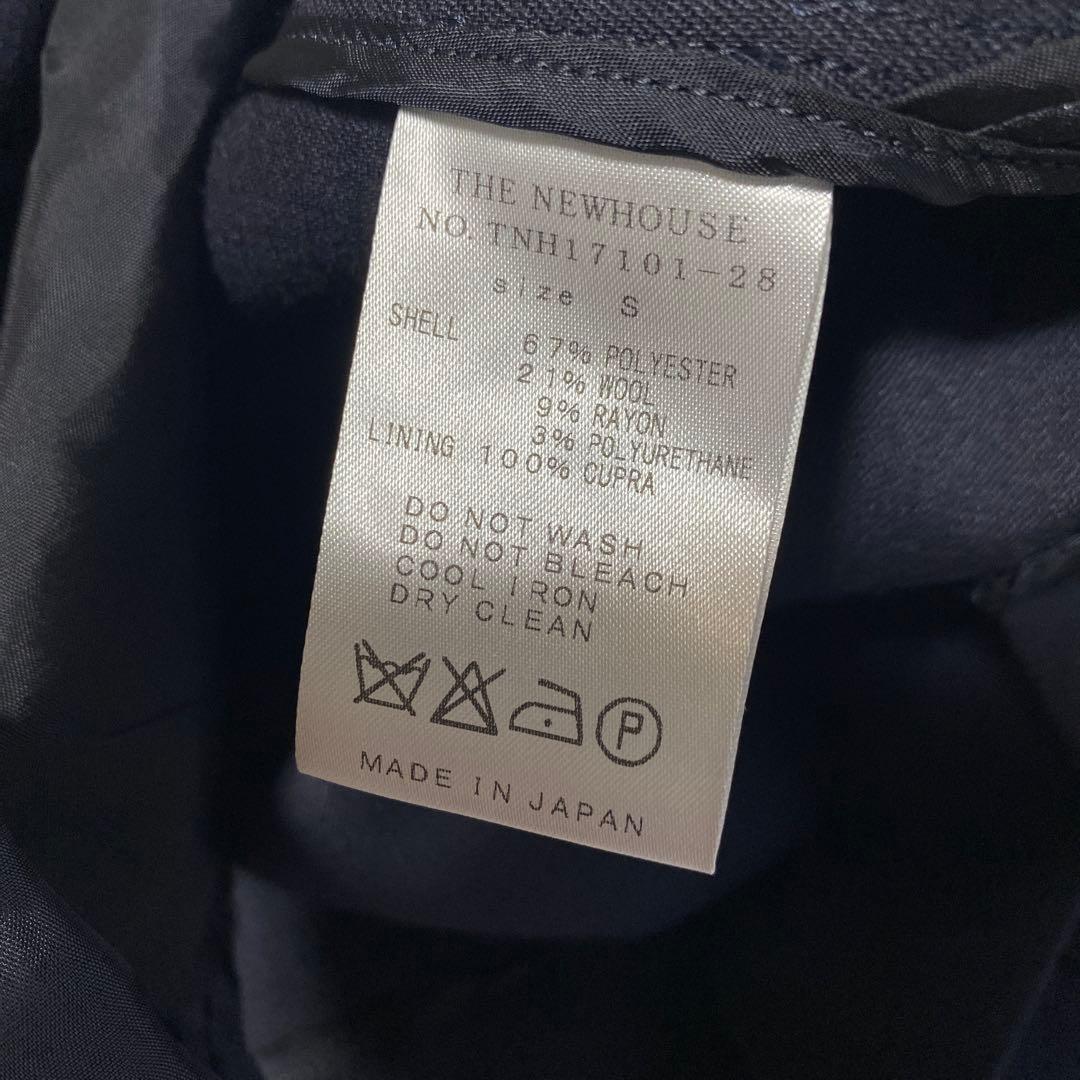 THE NEWHOUSE
NO. TNH17101-28
size S
SHELL 67% POLYESTER
21% WOOL
9% RAYON
3% POLYURETHANE
LINING 100% CUPRA
DO NOT WASH
DO NOT BLEACH
COOL IRON
DRY CLEAN
P
MADE IN JAPAN